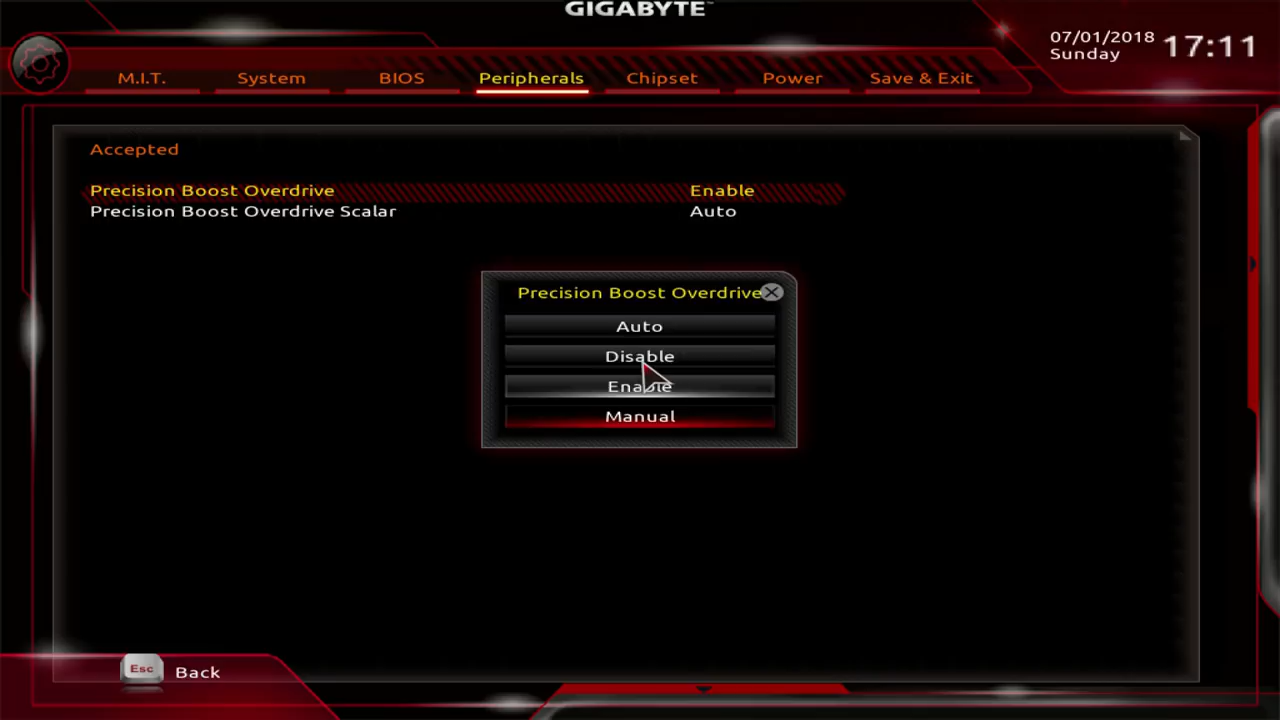 GIGABYTE™
07/01/2018
Sunday
17:11
M.I.T. System BIOS Peripherals Chipset Power Save & Exit
Accepted
Precision Boost Overdrive Enable
Precision Boost Overdrive Scalar Auto
Precision Boost Overdrive
Auto
Disable
Enable
Manual
Esc Back